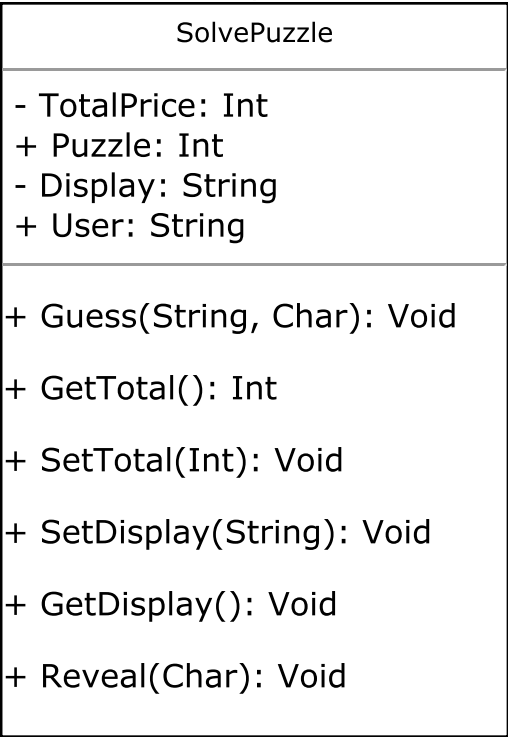 SolvePuzzle
- TotalPrice: Int
+ Puzzle: Int
- Display: String
+ User: String
+ Guess(String, Char): Void
+ GetTotal(): Int
+ SetTotal(Int): Void
+ SetDisplay(String): Void
+ GetDisplay(): Void
+ Reveal(Char): Void